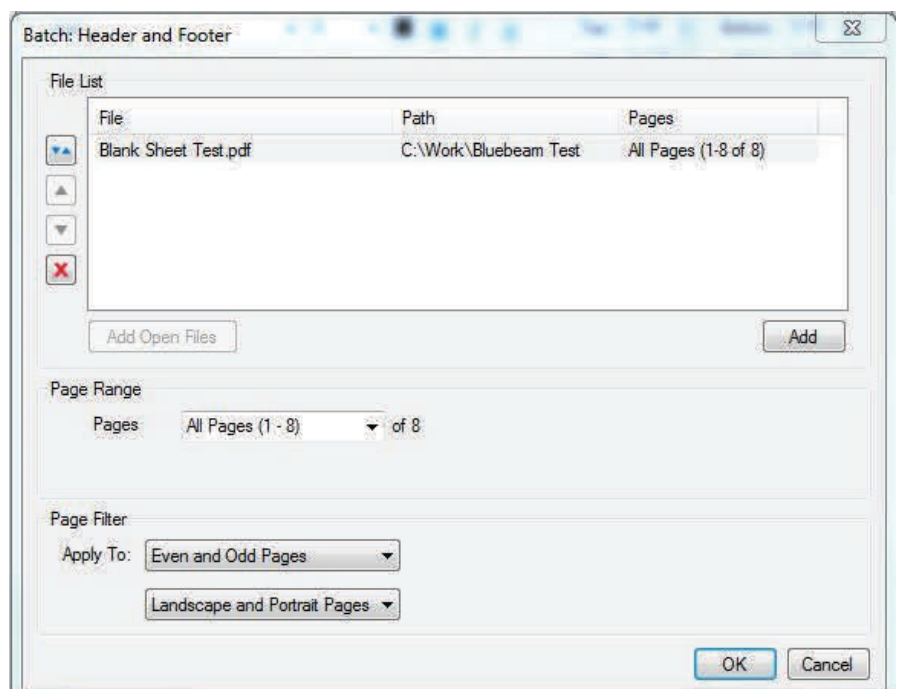 Batch: Header and Footer
File List
File Path Pages
Blank Sheet Test.pdf C:\Work\Bluebeam Test All Pages (1-8 of 8)
Add Open Files Add
Page Range
Pages All Pages (1 - 8) of 8
Page Filter
Apply To: Even and Odd Pages
Landscape and Portrait Pages
OK Cancel